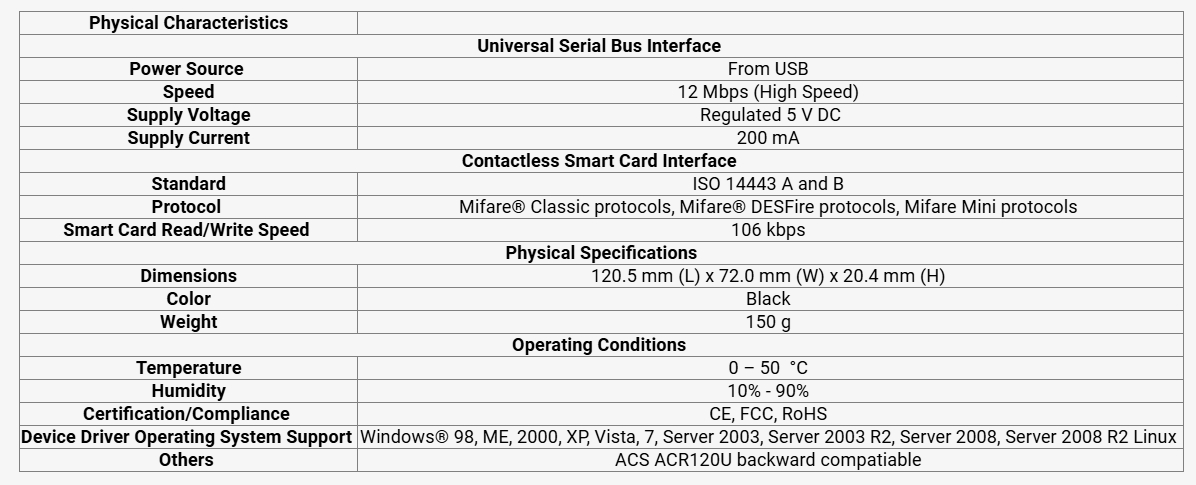 Physical Characteristics
Universal Serial Bus Interface
Power Source From USB
Speed 12 Mbps (High Speed)
Supply Voltage Regulated 5 V DC
Supply Current 200 mA
Contactless Smart Card Interface
Standard ISO 14443 A and B
Protocol Mifare® Classic protocols, Mifare® DESFire protocols, Mifare Mini protocols
Smart Card Read/Write Speed 106 kbps
Physical Specifications
Dimensions 120.5 mm (L) x 72.0 mm (W) x 20.4 mm (H)
Color Black
Weight 150 g
Operating Conditions
Temperature 0 – 50 °C
Humidity 10% - 90%
Certification/Compliance CE, FCC, RoHS
Device Driver Operating System Support Windows® 98, ME, 2000, XP, Vista, 7, Server 2003, Server 2003 R2, Server 2008, Server 2008 R2 Linux
Others ACS ACR120U backward compatiable